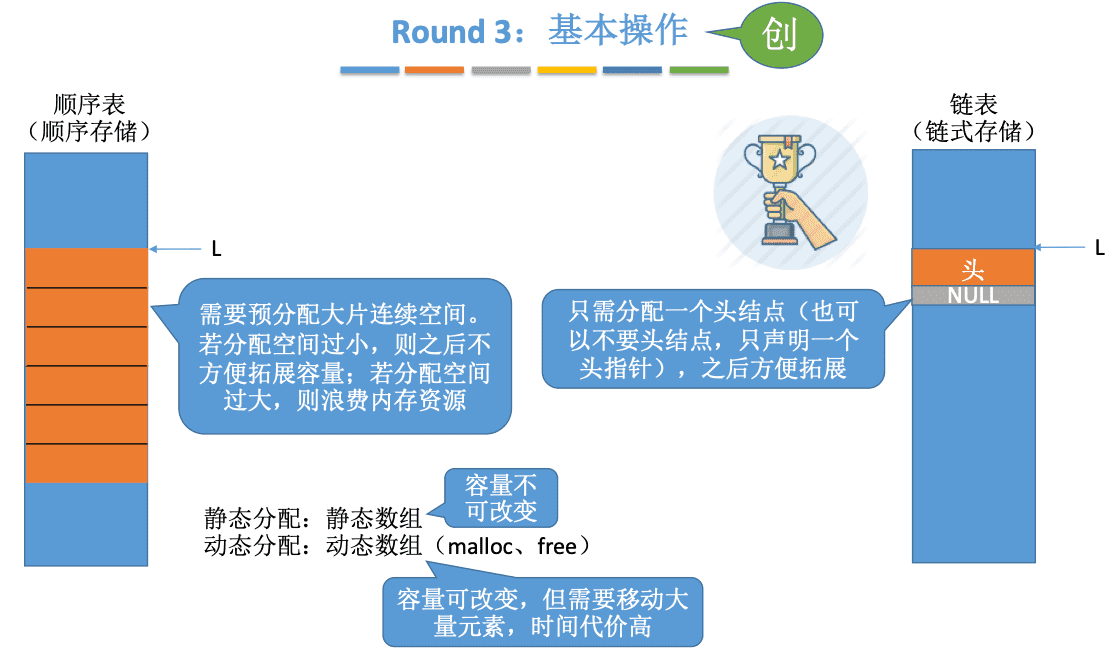 Round 3：基本操作
创
顺序表
（顺序存储）
L
需要预分配大片连续空间。
若分配空间过小，则之后不
方便拓展容量；若分配空间
过大，则浪费内存资源
链表
（链式存储）
L
头
NULL
只需分配一个头结点（也可
以不要头结点，只声明一个
头指针），之后方便拓展
容量不
可改变
静态分配：静态数组
动态分配：动态数组（malloc、free）
容量可改变，但需要移动大
量元素，时间代价高